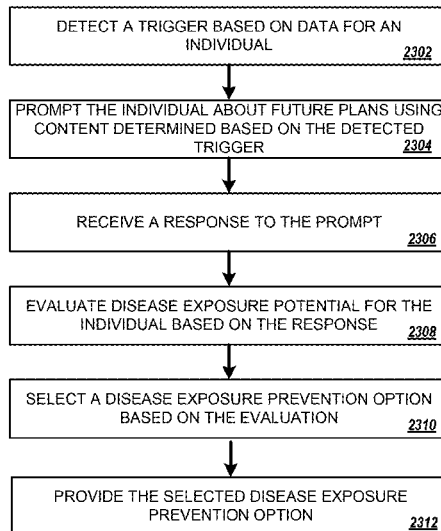 DETECT A TRIGGER BASED ON DATA FOR AN
INDIVIDUAL
2302
PROMPT THE INDIVIDUAL ABOUT FUTURE PLANS USING
CONTENT DETERMINED BASED ON THE DETECTED
TRIGGER
2304
RECEIVE A RESPONSE TO THE PROMPT
2306
EVALUATE DISEASE EXPOSURE POTENTIAL FOR THE
INDIVIDUAL BASED ON THE RESPONSE
2308
SELECT A DISEASE EXPOSURE PREVENTION OPTION
BASED ON THE EVALUATION
2310
PROVIDE THE SELECTED DISEASE EXPOSURE
PREVENTION OPTION
2312